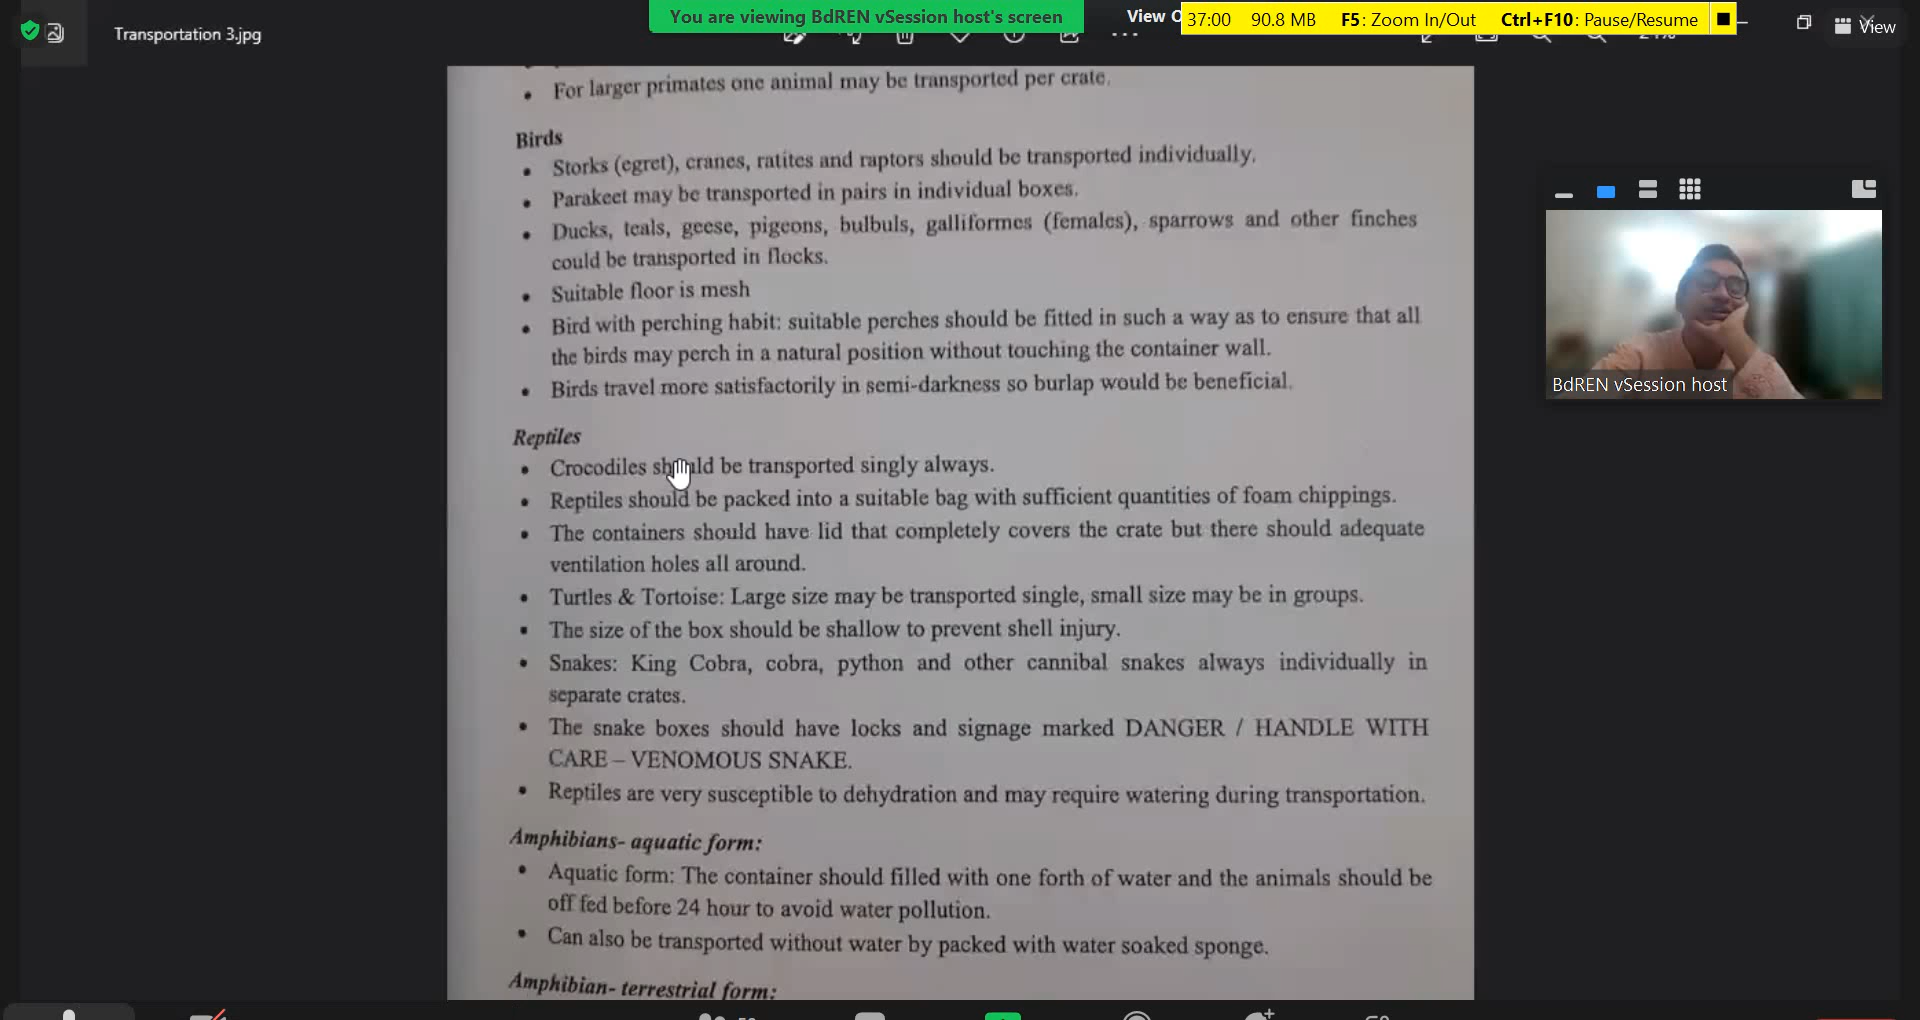 You are viewing BdREN vSession host's screen
View O
37:00 90.8 MB F5: Zoom In/Out Ctrl+F10: Pause/Resume
View
Transportation 3.jpg
For larger primates one animal may be transported per crate.
Birds
• Storks (egret), cranes, ratites and raptors should be transported individually.
• Parakeet may be transported in pairs in individual boxes.
• Ducks, teals, geese, pigeons, bulbuls, galliformes (females), sparrows and other finches
could be transported in flocks.
• Suitable floor is mesh
• Bird with perching habit: suitable perches should be fitted in such a way as to ensure that all
the birds may perch in a natural position without touching the container wall.
• Birds travel more satisfactorily in semi-darkness so burlap would be beneficial.
Reptiles
• Crocodiles should be transported singly always.
• Reptiles should be packed into a suitable bag with sufficient quantities of foam chippings.
• The containers should have lid that completely covers the crate but there should adequate
ventilation holes all around.
• Turtles & Tortoise: Large size may be transported single, small size may be in groups.
• The size of the box should be shallow to prevent shell injury.
• Snakes: King Cobra, cobra, python and other cannibal snakes always individually in
separate crates.
• The snake boxes should have locks and signage marked DANGER / HANDLE WITH
CARE – VENOMOUS SNAKE.
• Reptiles are very susceptible to dehydration and may require watering during transportation.
Amphibians- aquatic form:
• Aquatic form: The container should filled with one forth of water and the animals should be
off fed before 24 hour to avoid water pollution.
• Can also be transported without water by packed with water soaked sponge.
Amphibian- terrestrial form:
BdREN vSession host